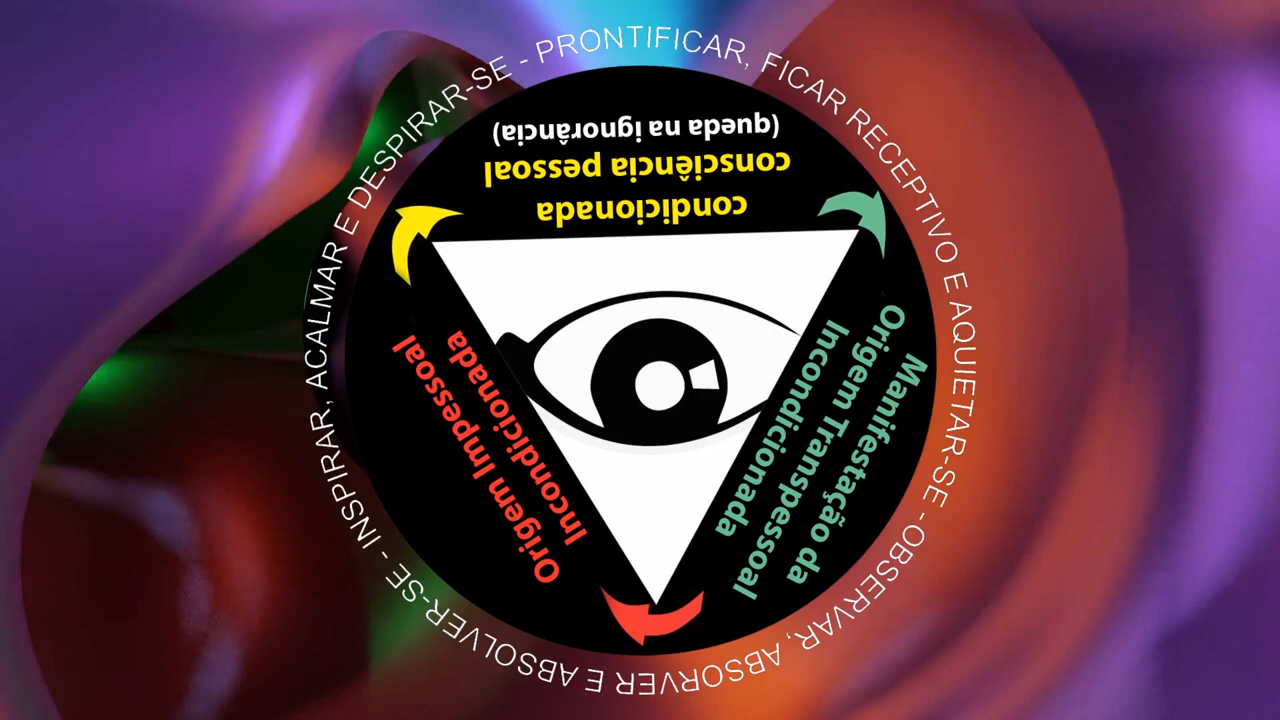 PRONTIFICAR, FICAR RECEPTIVO E AQUIETAR-SE - OBSERVAR, ABSORVER E ABSOLVER-SE - INSPIRAR, ACALMAR E DESPIRAR-SE -
condicionada
consciência pessoal
(queda na ignorância)
Manifestação da
Origem Transpessoal
Incondicionada
Origem Impessoal
Incondicionada